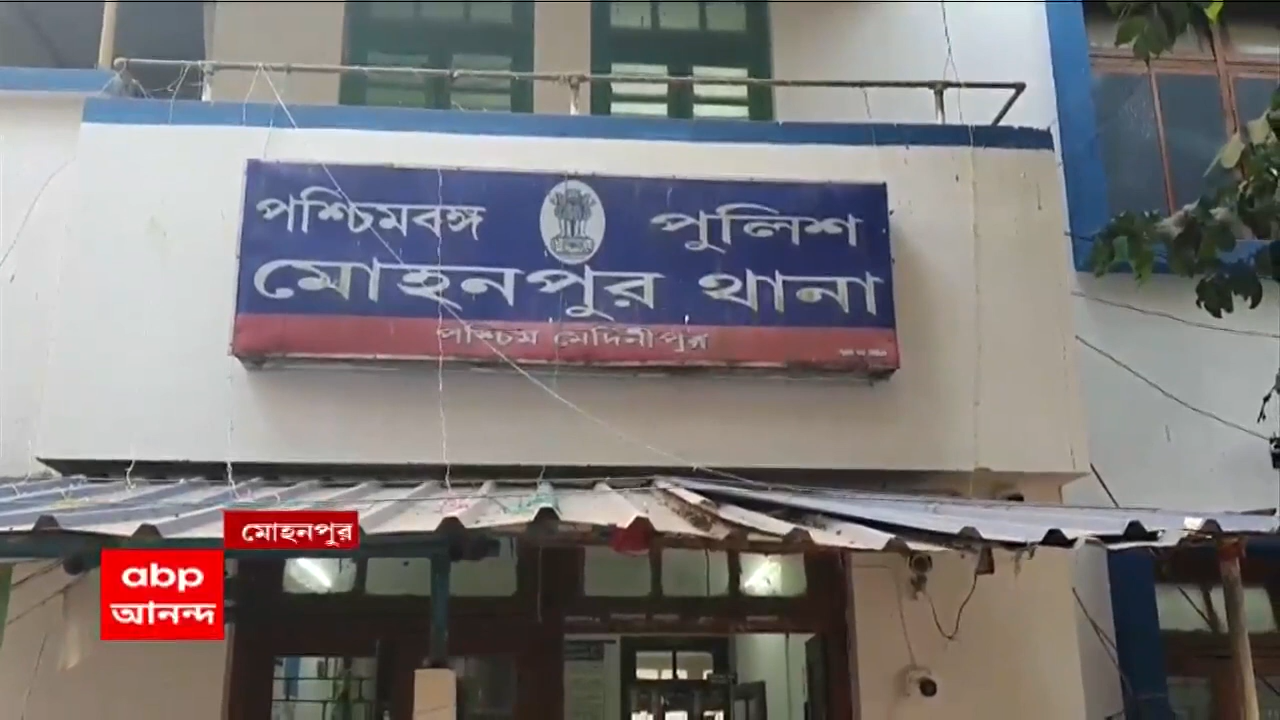 পশ্চিমবঙ্গ পুলিশ
মোহনপুর থানা
পশ্চিম মেদিনীপুর
মোহনপুর
abp
আনন্দ